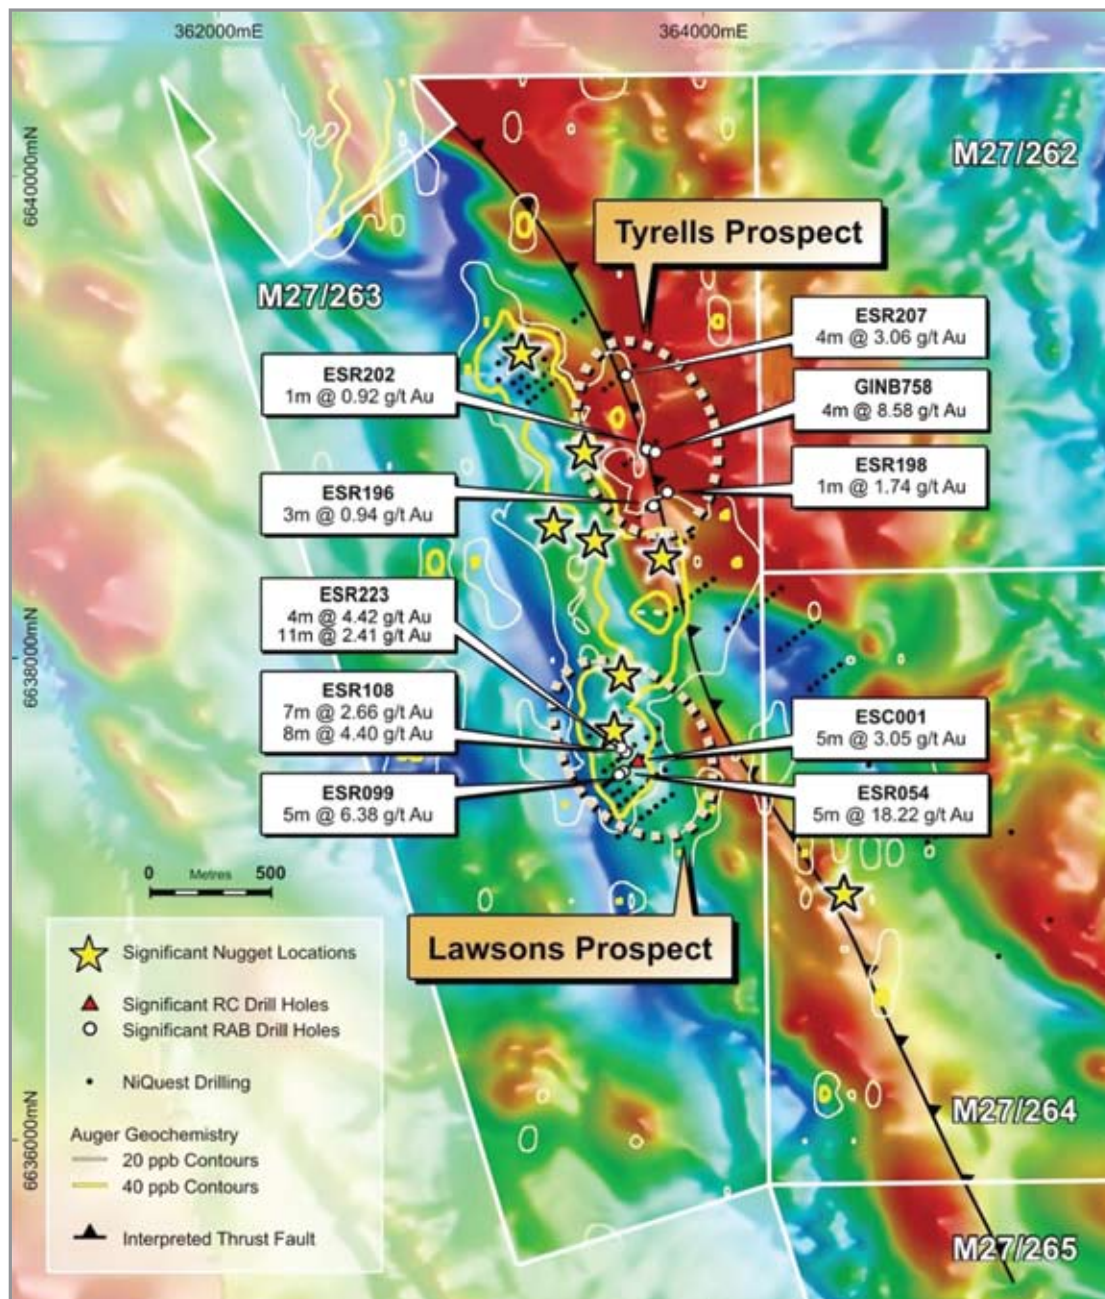 362000mE
364000mE
6640000mN
M27/262
Tyrells Prospect
M27/263
ESR207
4m @ 3.06 g/t Au
ESR202
1m @ 0.92 g/t Au
GINB758
4m @ 8.58 g/t Au
ESR198
1m @ 1.74 g/t Au
ESR196
3m @ 0.94 g/t Au
ESR223
4m @ 4.42 g/t Au
11m @ 2.41 g/t Au
6638000mN
ESR108
7m @ 2.66 g/t Au
8m @ 4.40 g/t Au
ESC001
5m @ 3.05 g/t Au
ESR099
5m @ 6.38 g/t Au
ESR054
5m @ 18.22 g/t Au
0 Metres 500
Lawsons Prospect
Significant Nugget Locations
Significant RC Drill Holes
Significant RAB Drill Holes
NiQuest Drilling
Auger Geochemistry
20 ppb Contours
40 ppb Contours
Interpreted Thrust Fault
6636000mN
M27/264
M27/265